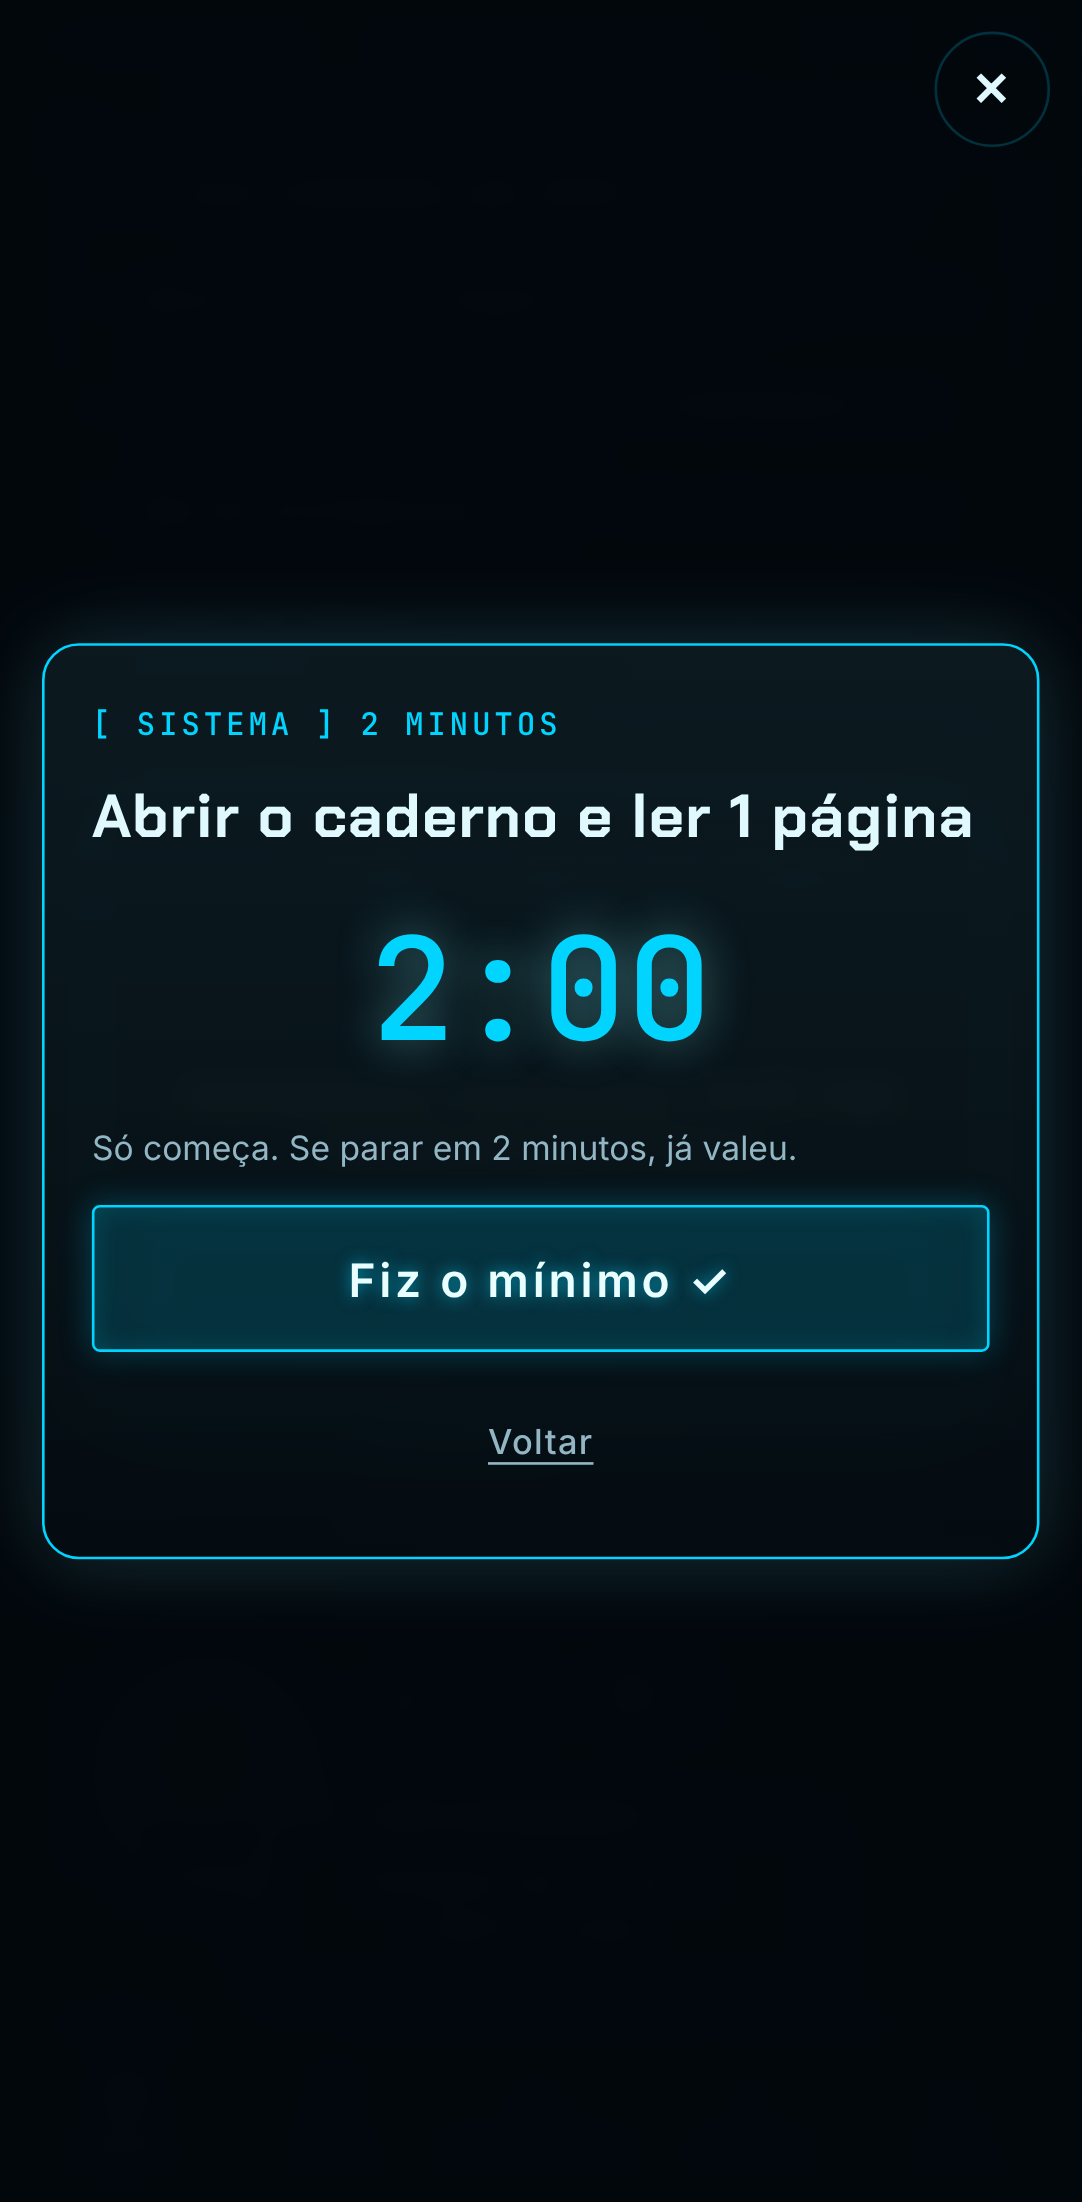 ✕
[ SISTEMA ] 2 MINUTOS
Abrir o caderno e ler 1 página
2:00
Só começa. Se parar em 2 minutos, já valeu.
Fiz o mínimo ✓
Voltar